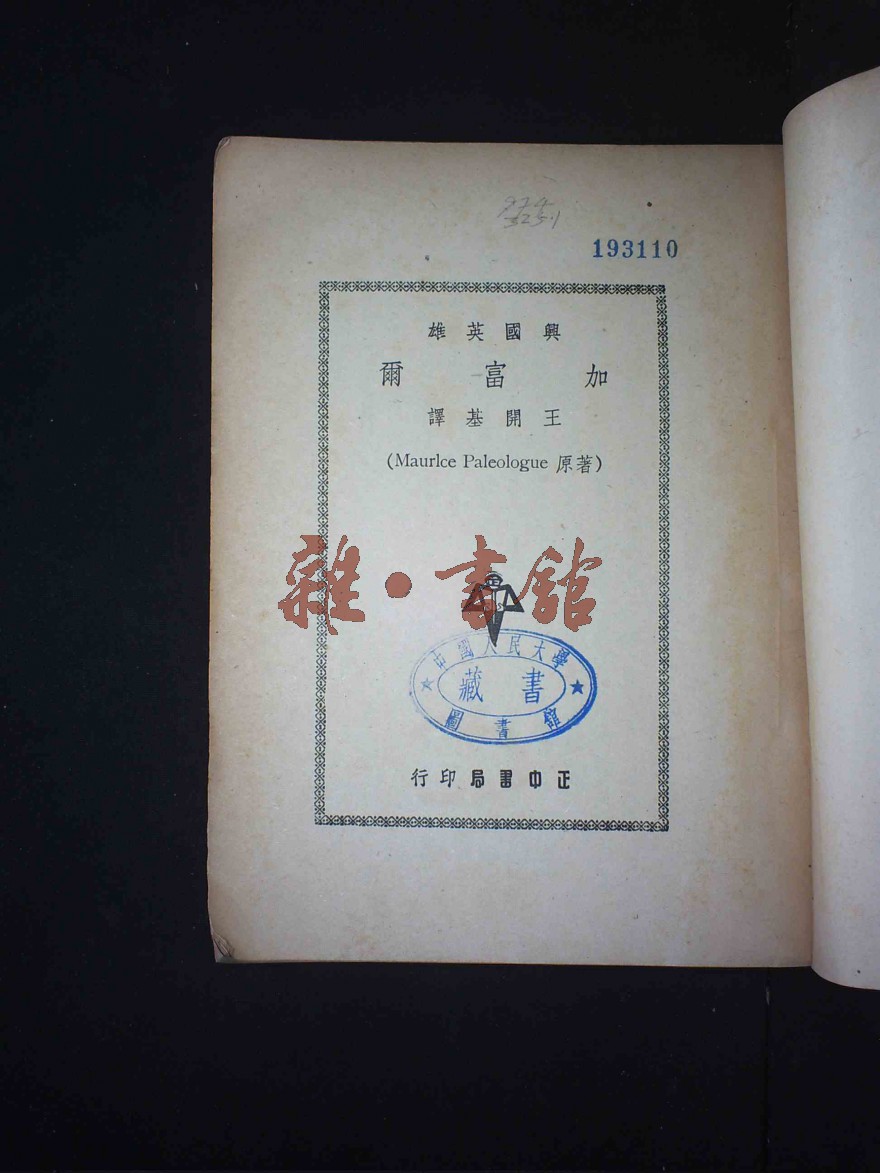 193110
興國英雄
加富爾
王開基譯
(Maurlce Paleologue 原著)
雜·書館
中國人民大學
藏書
圖書館
正中書局印行